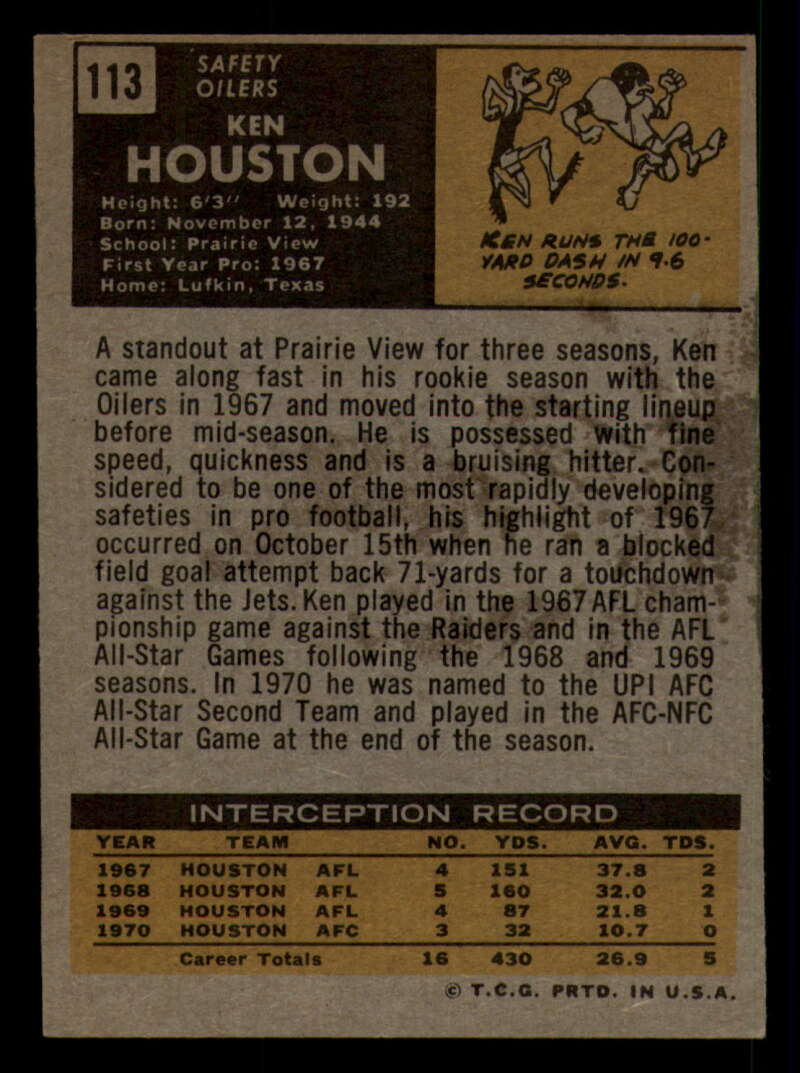 113
SAFETY
OILERS
KEN
HOUSTON
Height: 6'3" Weight: 192
Born: November 12, 1944
School: Prairie View
First Year Pro: 1967
Home: Lufkin, Texas
KEN RUNS THE 100-
YARD DASH IN 9.6
SECONDS.
A standout at Prairie View for three seasons, Ken
came along fast in his rookie season with the
Oilers in 1967 and moved into the starting lineup
before mid-season. He is possessed with fine
speed, quickness and is a bruising hitter. Con-
sidered to be one of the most rapidly developing
safeties in pro football, his highlight of 1967
occurred on October 15th when he ran a blocked
field goal attempt back 71-yards for a touchdown
against the Jets. Ken played in the 1967 AFL cham-
pionship game against the Raiders and in the AFL
All-Star Games following the 1968 and 1969
seasons. In 1970 he was named to the UPI AFC
All-Star Second Team and played in the AFC-NFC
All-Star Game at the end of the season.
INTERCEPTION RECORD
YEAR TEAM NO. YDS. AVG. TDS.
1967 HOUSTON AFL 4 151 37.8 2
1968 HOUSTON AFL 5 160 32.0 2
1969 HOUSTON AFL 4 87 21.8 1
1970 HOUSTON AFC 3 32 10.7 0
Career Totals 16 430 26.9 5
© T.C.G. PRTD. IN U.S.A.